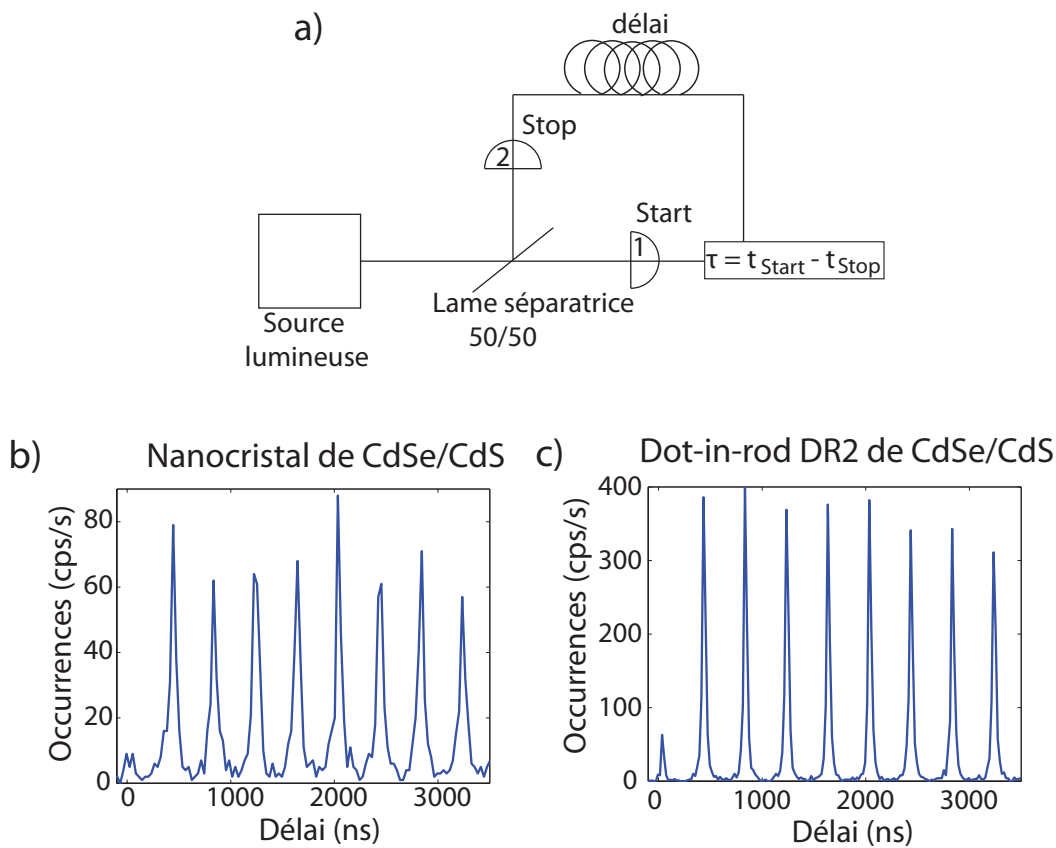 a)
délai
Stop
2
Start
1
τ = t Start - t Stop
Lame séparatrice
50/50
Source
lumineuse
b)
Nanocristal de CdSe/CdS
Occurrences (cps/s)
80
60
40
20
0
0
1000
2000
3000
Délai (ns)
c)
Dot-in-rod DR2 de CdSe/CdS
Occurrences (cps/s)
400
300
200
100
0
0
1000
2000
3000
Délai (ns)